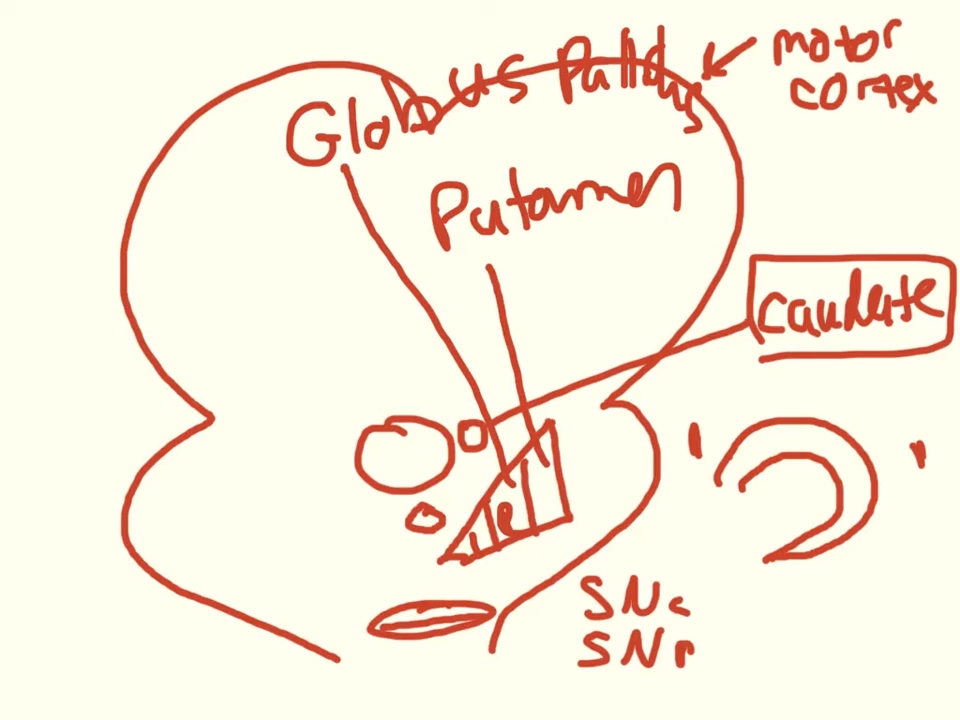 motor
cortex
Globus Pallidus
Putamen
caudate
e
SNc
SNr